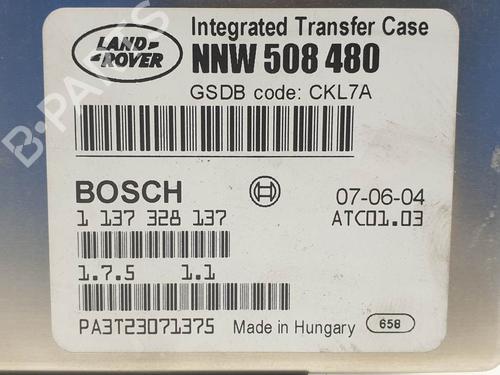 LAND
ROVER
Integrated Transfer Case
NNW 508 480
GSDB code: CKL7A
B-PARTS
BOSCH
07-06-04
1 137 328 137
ATC01.03
1.7.5 1.1
PA3T23071375
Made in Hungary
658